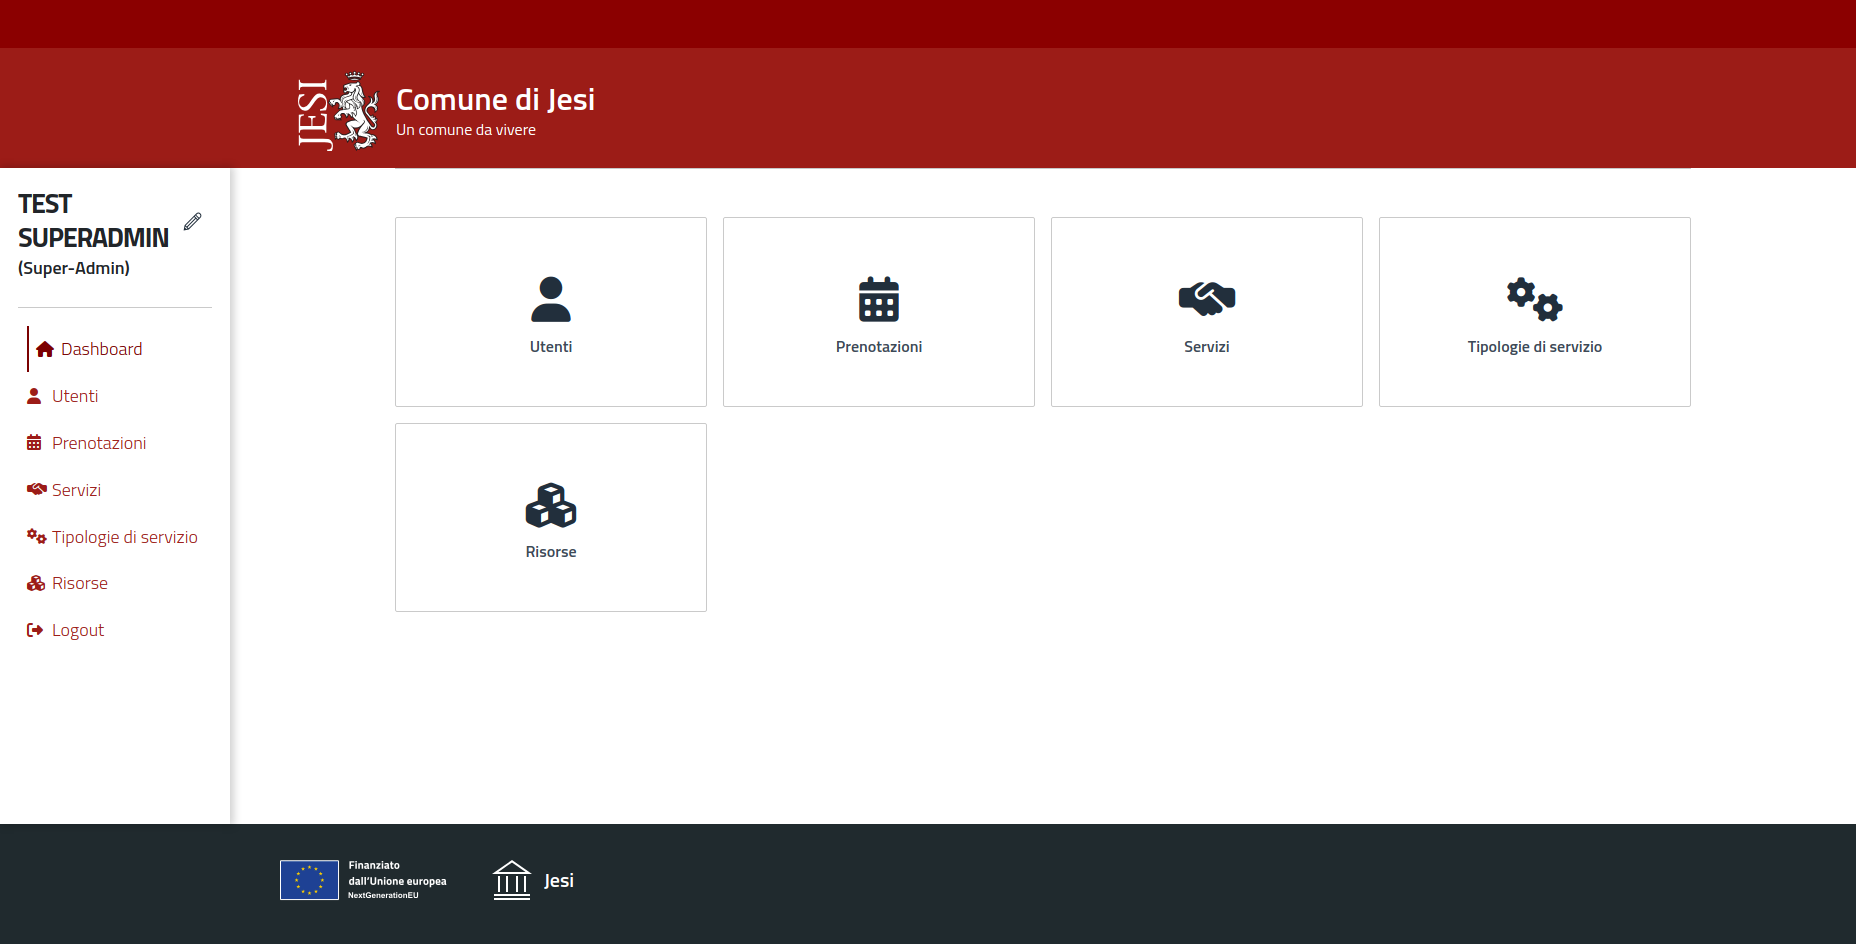 JESI
Comune di Jesi
Un comune da vivere
TEST
SUPERADMIN
(Super-Admin)
Dashboard
Utenti
Prenotazioni
Servizi
Tipologie di servizio
Risorse
Logout
Utenti
Prenotazioni
Servizi
Tipologie di servizio
Risorse
Finanziato
dall'Unione europea
NextGenerationEU
Jesi